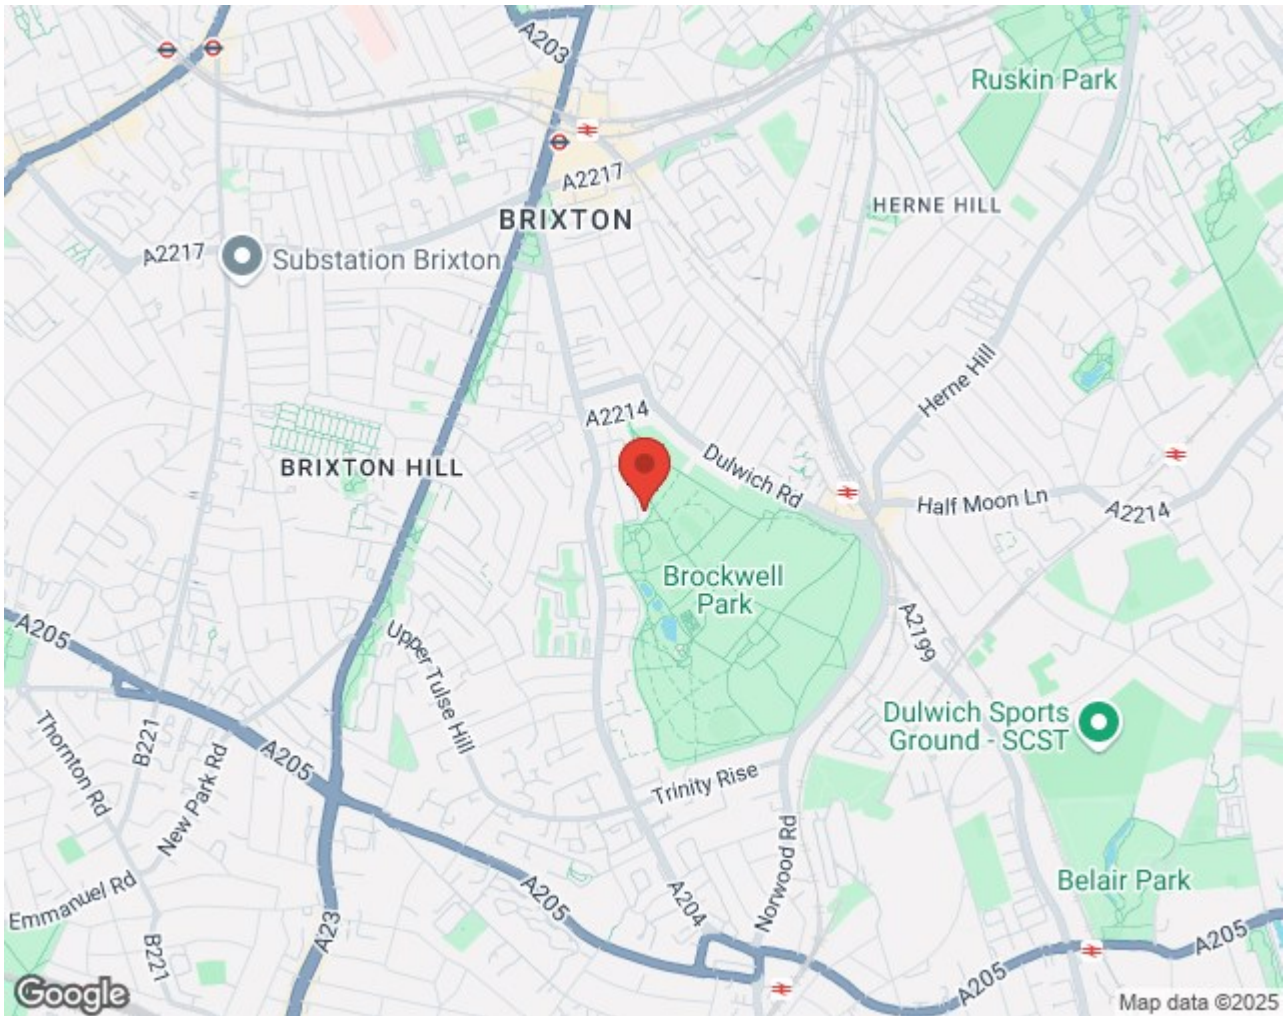 A203
Ruskin Park
A2217
BRIXTON
HERNE HILL
A2217
Substation Brixton
Herne Hill
A2214
BRIXTON HILL
Dulwich Rd
Half Moon Ln
A2214
Brockwell
Park
A205
Upper Tulse Hill
A2199
Dulwich Sports
Ground - SCST
Thornton Rd
B221
New Park Rd
A205
Trinity Rise
Norwood Rd
Emmanuel Rd
A205
A204
Belair Park
A23
B221
A205
A205
Google
Map data ©2025